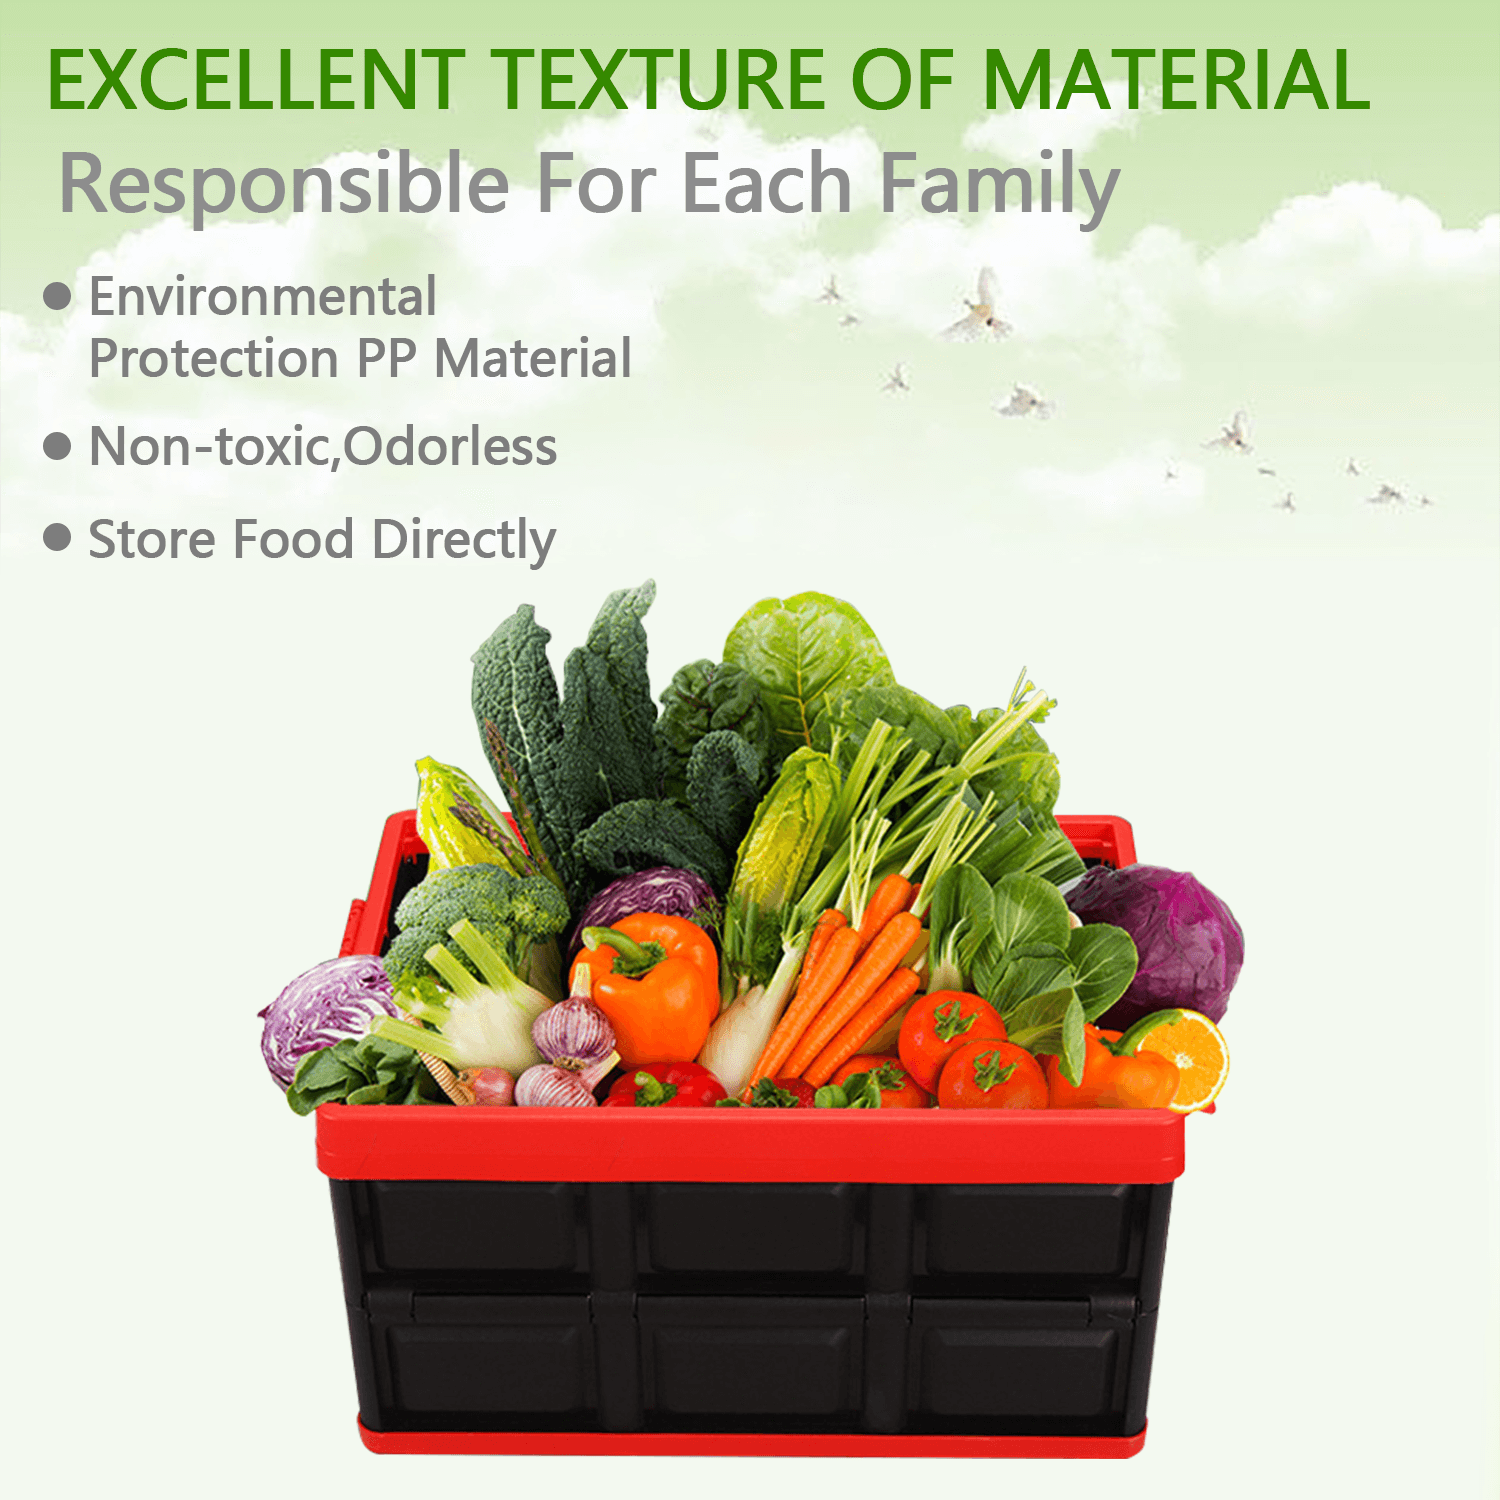 EXCELLENT TEXTURE OF MATERIAL
Responsible For Each Family
● Environmental
Protection PP Material
● Non-toxic,Odorless
● Store Food Directly